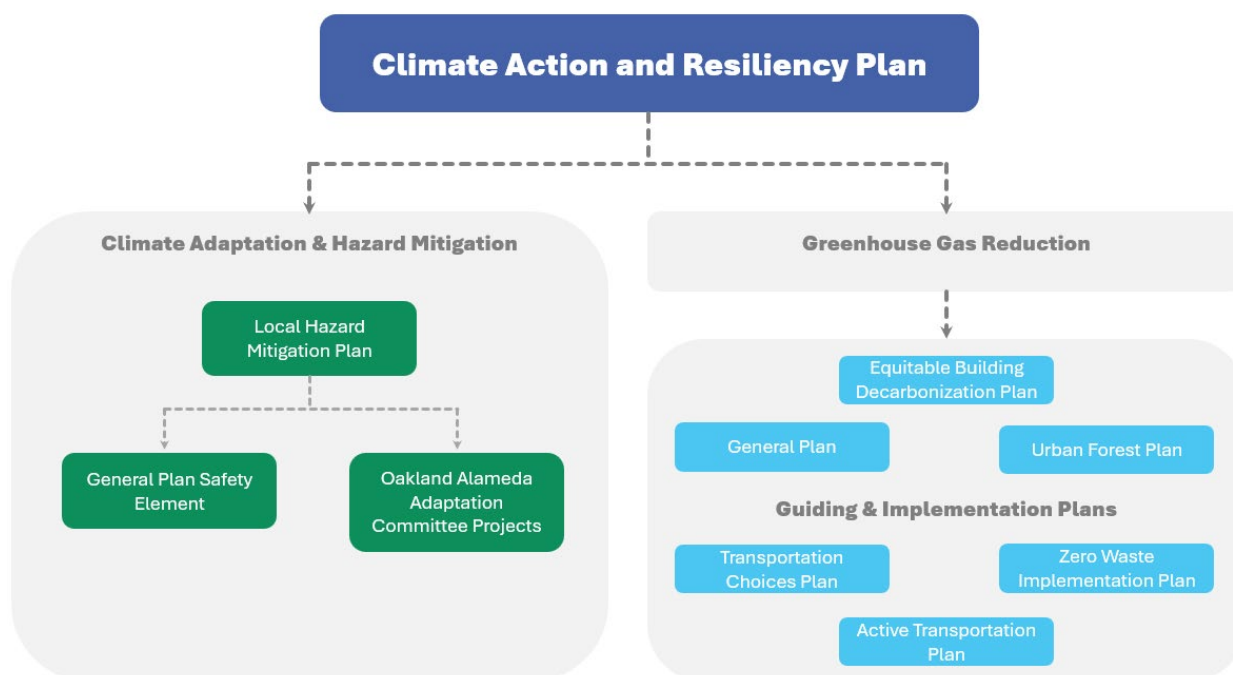 Climate Action and Resiliency Plan
Climate Adaptation & Hazard Mitigation
Local Hazard
Mitigation Plan
General Plan Safety
Element
Oakland Alameda
Adaptation
Committee Projects
Greenhouse Gas Reduction
Equitable Building
Decarbonization Plan
General Plan
Urban Forest Plan
Guiding & Implementation Plans
Transportation
Choices Plan
Zero Waste
Implementation Plan
Active Transportation
Plan